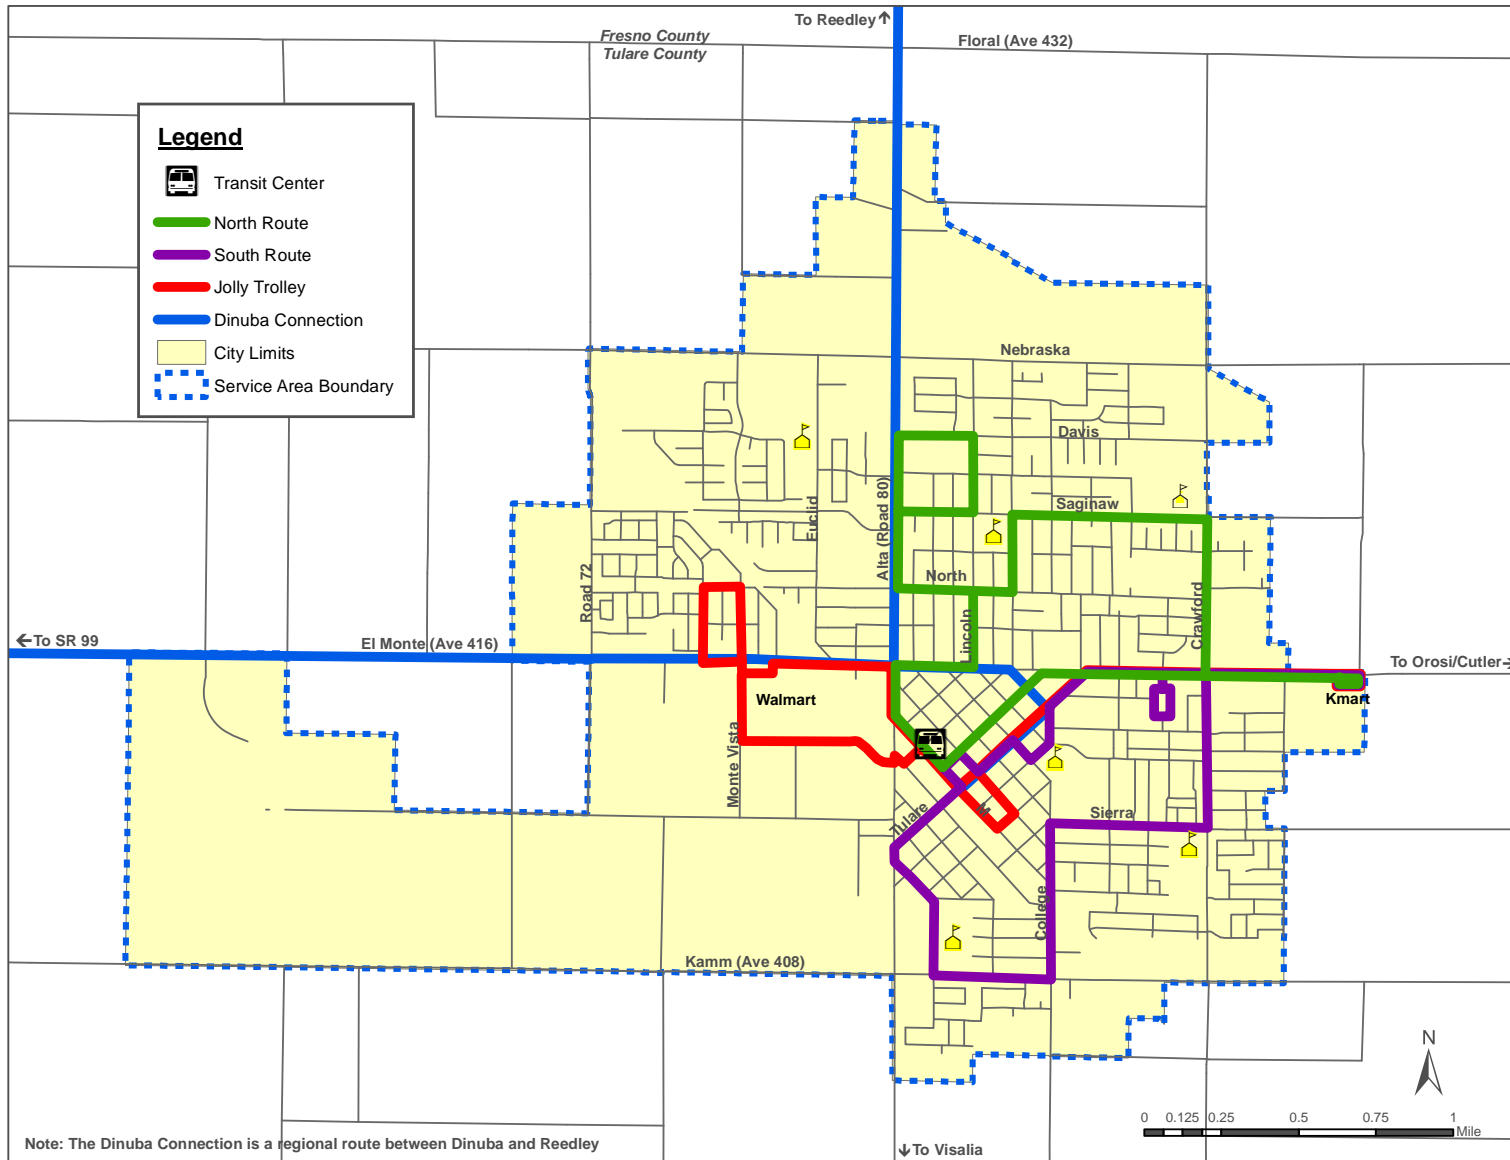 To Reedley
Fresno County
Tulare County
Floral (Ave 432)
Legend
Transit Center
North Route
South Route
Jolly Trolley
Dinuba Connection
City Limits
Service Area Boundary
Nebraska
Davis
Saginaw
Euclid
Alta (Road 80)
North
Road 72
Lincoln
Crawford
To SR 99
El Monte (Ave 416)
To Orosi/Cutler
Walmart
Kmart
Monte Vista
Tulare
M
Sierra
College
Kamm (Ave 408)
N
0 0.125 0.25 0.5 0.75 1
Mile
Note: The Dinuba Connection is a regional route between Dinuba and Reedley
To Visalia